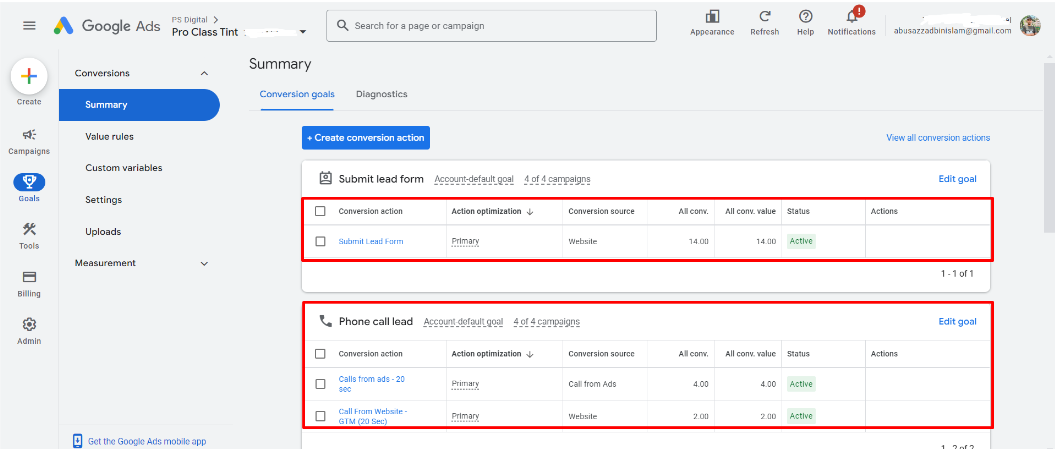 Google Ads
PS Digital
Pro Class Tint
Search for a page or campaign
Appearance
Refresh
Help
Notifications
abusazzadbinislam@gmail.com
Create
Campaigns
Goals
Tools
Billing
Admin
Conversions
Summary
Value rules
Custom variables
Settings
Uploads
Measurement
Get the Google Ads mobile app
Summary
Conversion goals Diagnostics
+ Create conversion action View all conversion actions
Submit lead form Account-default goal 4 of 4 campaigns Edit goal
Conversion action Action optimization Conversion source All conv. All conv. value Status Actions
Submit Lead Form Primary Website 14.00 14.00 Active
1 - 1 of 1
Phone call lead Account-default goal 4 of 4 campaigns Edit goal
Conversion action Action optimization Conversion source All conv. All conv. value Status Actions
Calls from ads - 20
sec Primary Call from Ads 4.00 4.00 Active
Call From Website -
GTM (20 Sec) Primary Website 2.00 2.00 Active
1 - 2 of 2